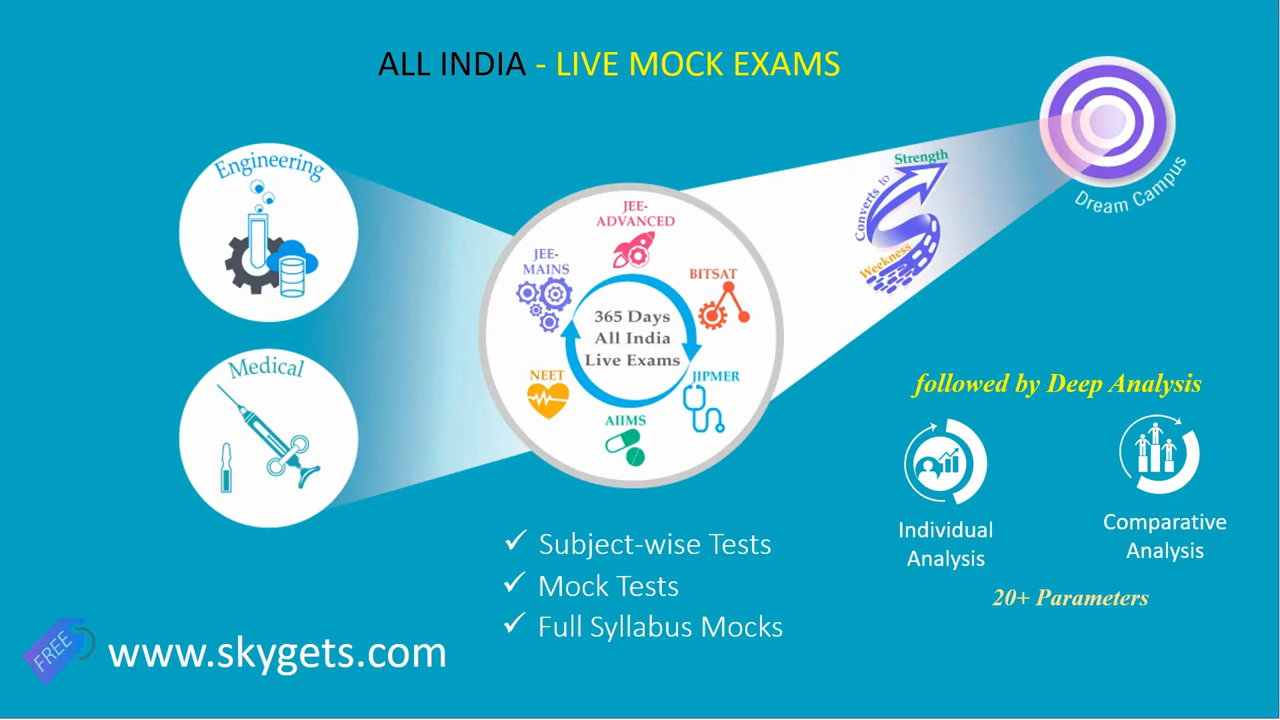 ALL INDIA - LIVE MOCK EXAMS
Engineering
Medical
JEE-
ADVANCED
JEE-
MAINS
BITSAT
365 Days
All India
Live Exams
NEET
JIPMER
AIIMS
Strength
Converts to
Weekness
Dream Campus
followed by Deep Analysis
Individual
Analysis
Comparative
Analysis
20+ Parameters
✓ Subject-wise Tests
✓ Mock Tests
✓ Full Syllabus Mocks
FREE
www.skygets.com